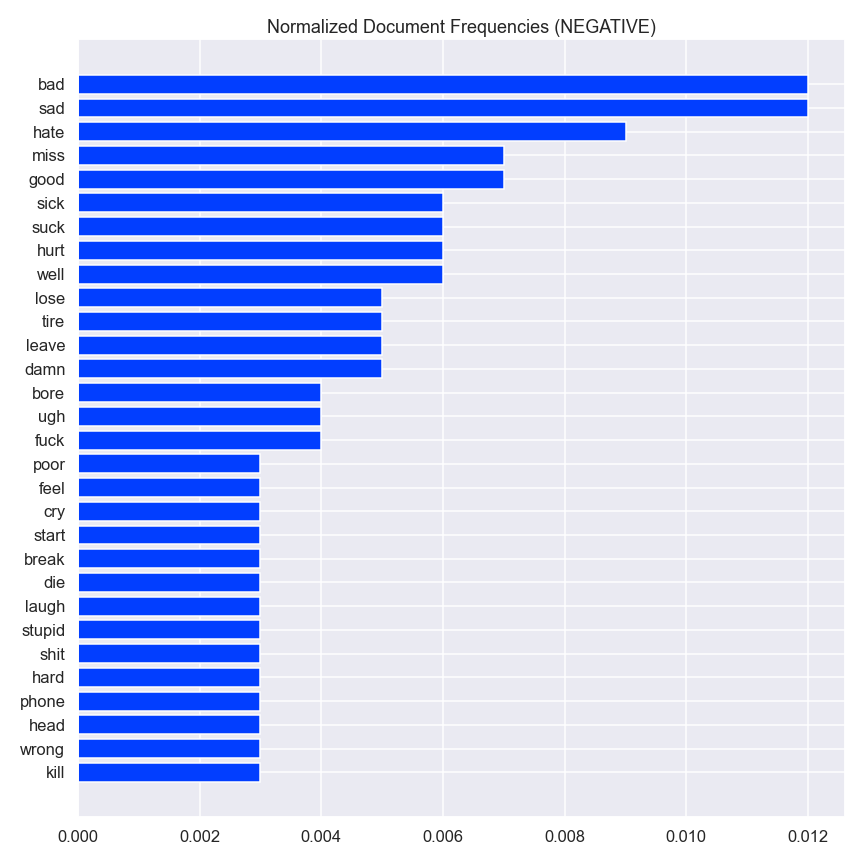 Normalized Document Frequencies (NEGATIVE)
bad
sad
hate
miss
good
sick
suck
hurt
well
lose
tire
leave
damn
bore
ugh
fuck
poor
feel
cry
start
break
die
laugh
stupid
shit
hard
phone
head
wrong
kill
0.000 0.002 0.004 0.006 0.008 0.010 0.012